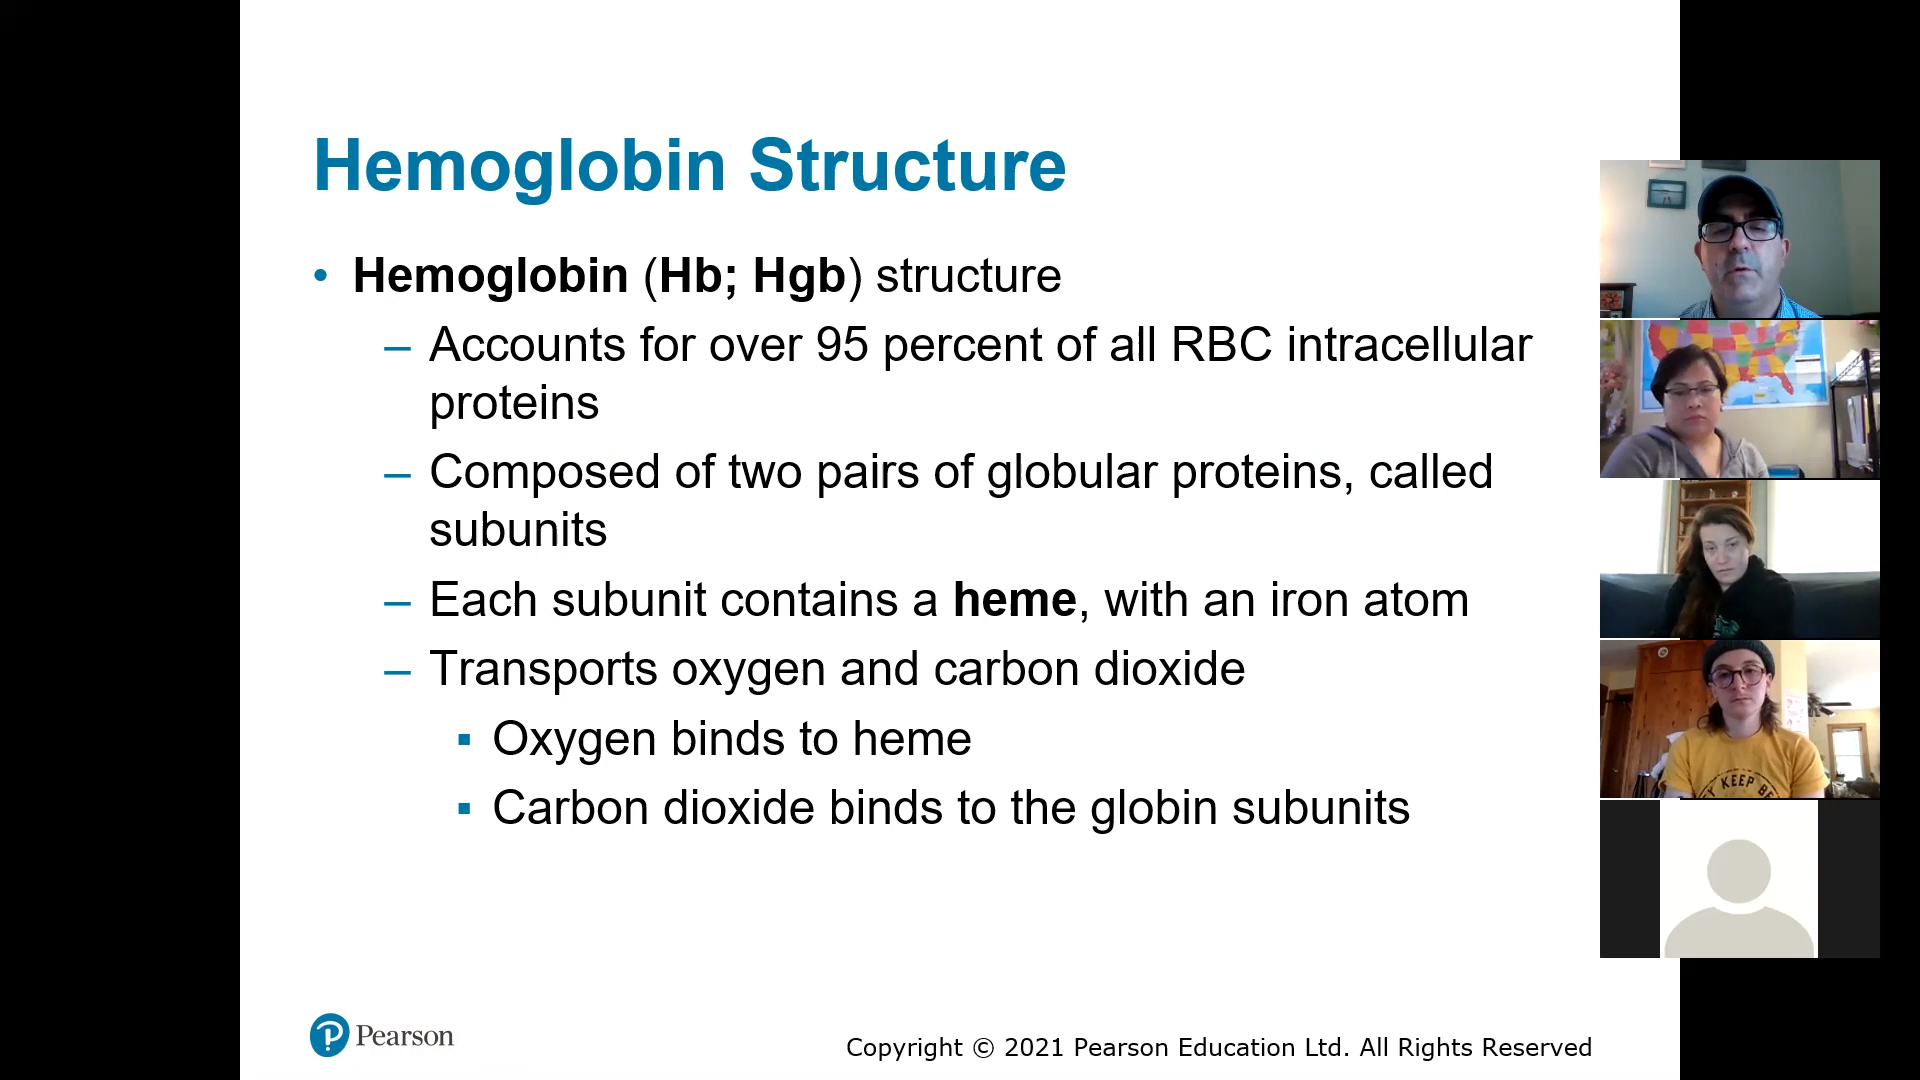 Hemoglobin Structure
• Hemoglobin (Hb; Hgb) structure
– Accounts for over 95 percent of all RBC intracellular
proteins
– Composed of two pairs of globular proteins, called
subunits
– Each subunit contains a heme, with an iron atom
– Transports oxygen and carbon dioxide
▪ Oxygen binds to heme
▪ Carbon dioxide binds to the globin subunits
KEEP
Pearson
Copyright © 2021 Pearson Education Ltd. All Rights Reserved